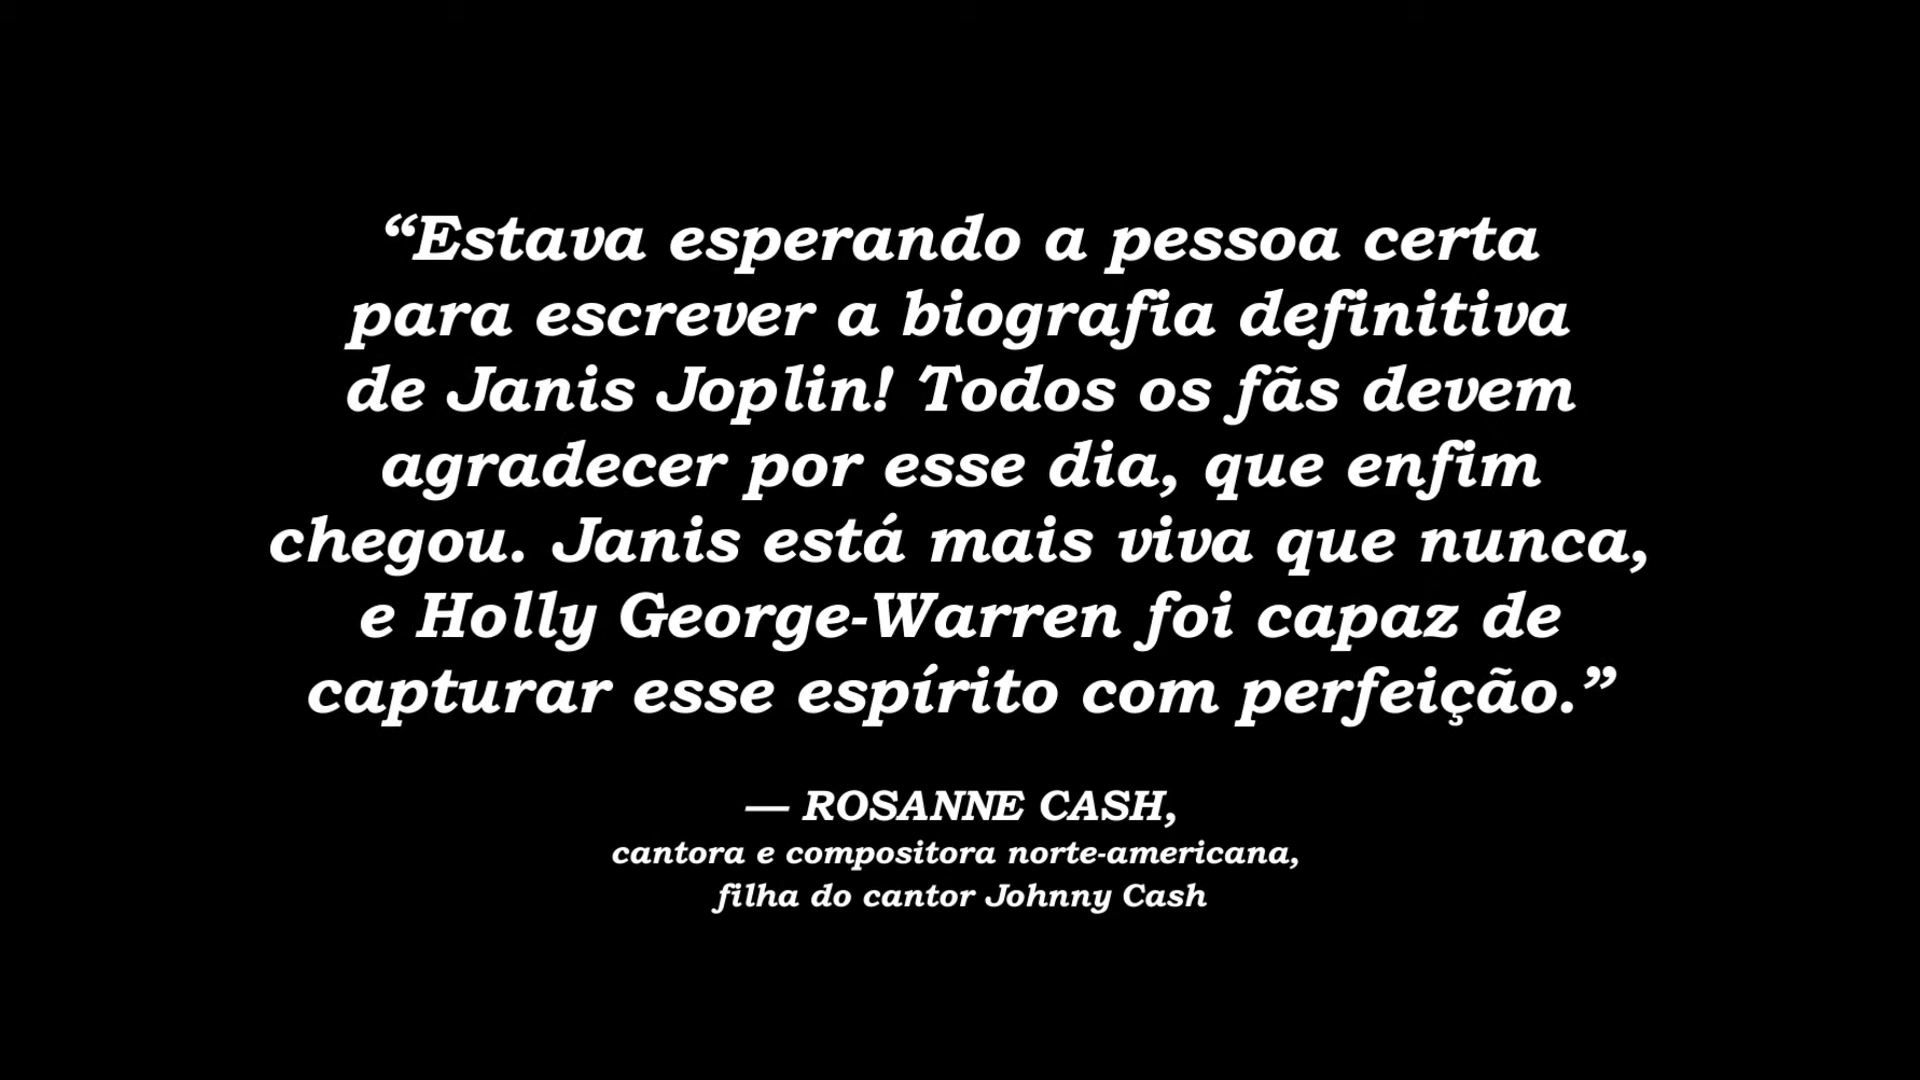 “Estava esperando a pessoa certa
para escrever a biografia definitiva
de Janis Joplin! Todos os fãs devem
agradecer por esse dia, que enfim
chegou. Janis está mais viva que nunca,
e Holly George-Warren foi capaz de
capturar esse espírito com perfeição.”
— ROSANNE CASH,
cantora e compositora norte-americana,
filha do cantor Johnny Cash